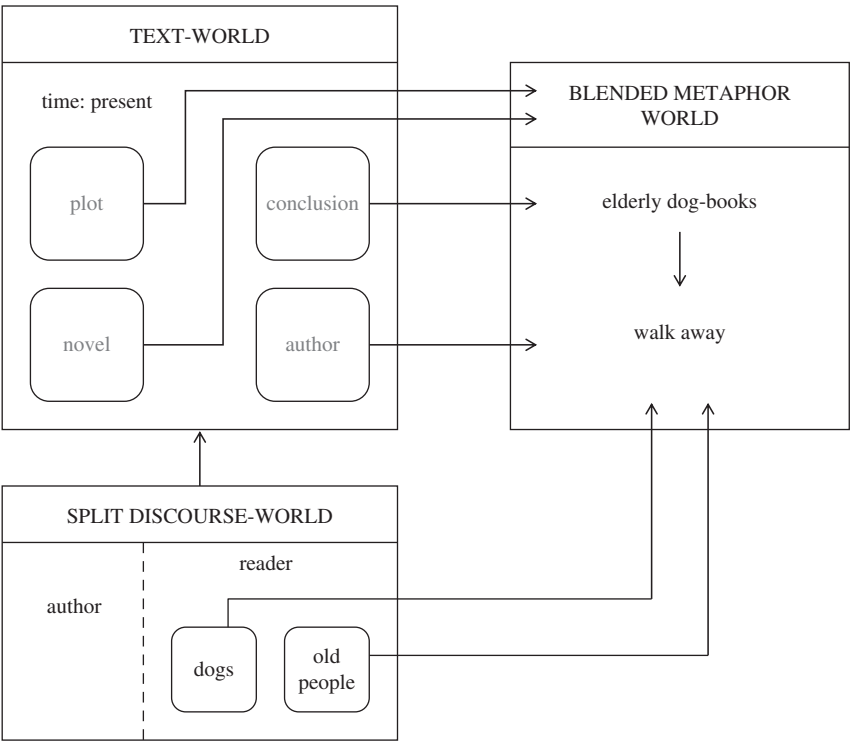 TEXT-WORLD
time: present
plot
conclusion
novel
author
BLENDED METAPHOR
WORLD
elderly dog-books
walk away
SPLIT DISCOURSE-WORLD
author
reader
dogs
old
people